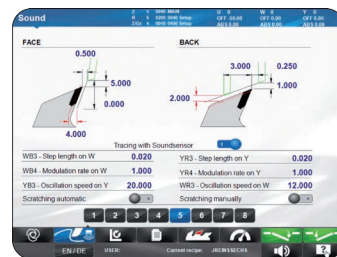 Sound
FACE
BACK
0.500
5.000
0.000
4.000
3.000
0.250
1.000
2.000
Tracing with Soundsensor
WB3 - Step length on W 0.020
YR3 - Step length on Y 0.020
WB4 - Modulation rate on W 1.000
YR4 - Modulation rate on Y 1.000
YB3 - Oscillation speed on Y 20.000
WR3 - Oscillation speed on W 12.000
Scratching automatic
Scratching manually
1 2 3 4 5 6 7 8
EN / DE USER: Current recipe: JREINSSECH6